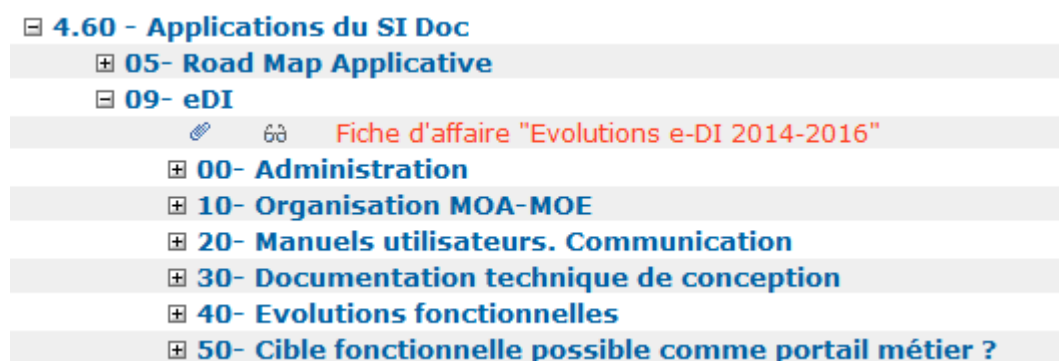 4.60 - Applications du SI Doc
05- Road Map Applicative
09- eDI
Fiche d'affaire "Evolutions e-DI 2014-2016"
00- Administration
10- Organisation MOA-MOE
20- Manuels utilisateurs. Communication
30- Documentation technique de conception
40- Evolutions fonctionnelles
50- Cible fonctionnelle possible comme portail métier ?